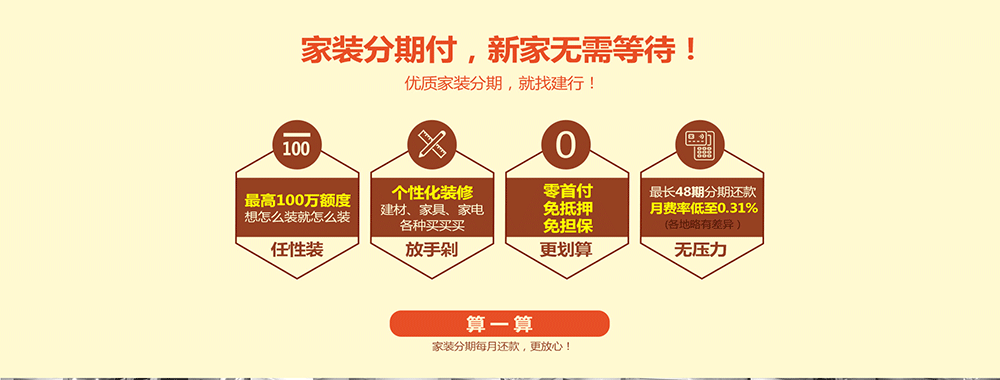 家装分期付，新家无需等待！
优质家装分期，就找建行！
100
最高100万额度
想怎么装就怎么装
任性装
个性化装修
建材、家具、家电
各种买买买
放手剁
0
零首付
免抵押
免担保
更划算
最长48期分期还款
月费率低至0.31%
(各地略有差异)
无压力
算一算
家装分期每月还款，更放心！